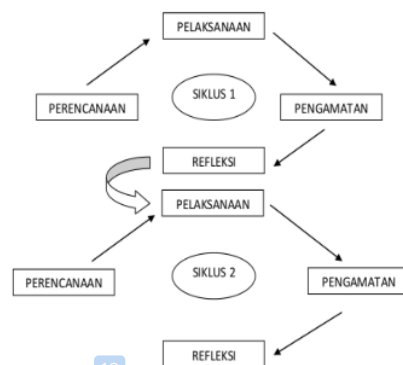 PELAKSANAAN
SIKLUS 1
PERENCANAAN
PENGAMATAN
REFLEKSI
PELAKSANAAN
SIKLUS 2
PERENCANAAN
PENGAMATAN
REFLEKSI